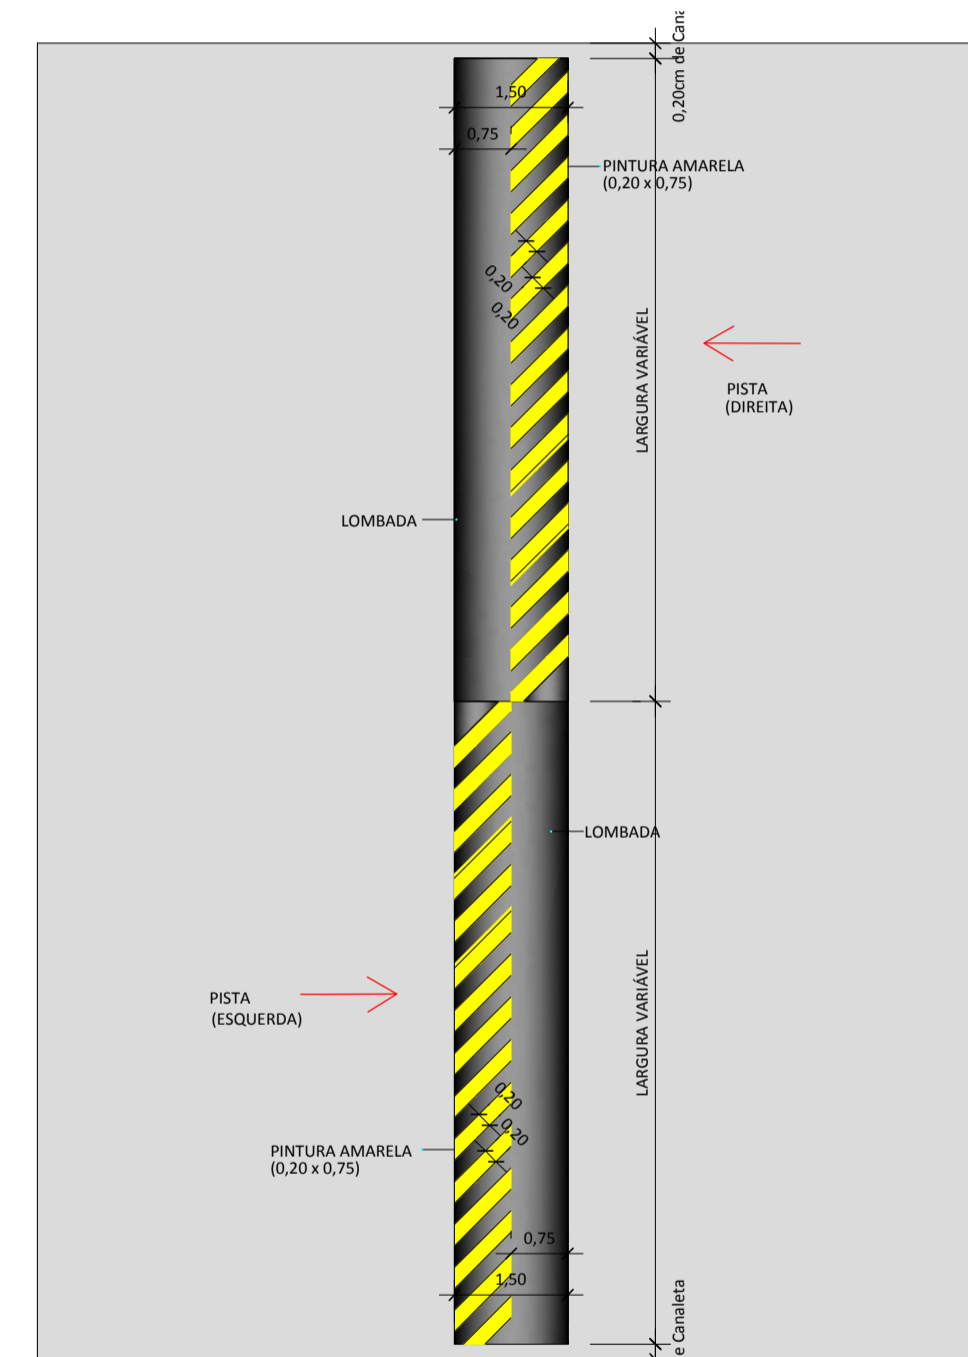 0,20cm de Cana
1,50
0,75
PINTURA AMARELA
(0,20 x 0,75)
0,20
0,20
LARGURA VARIÁVEL
PISTA
(DIREITA)
LOMBADA
LOMBADA
LARGURA VARIÁVEL
PISTA
(ESQUERDA)
0,20
0,20
PINTURA AMARELA
(0,20 x 0,75)
0,75
1,50
e Canaleta